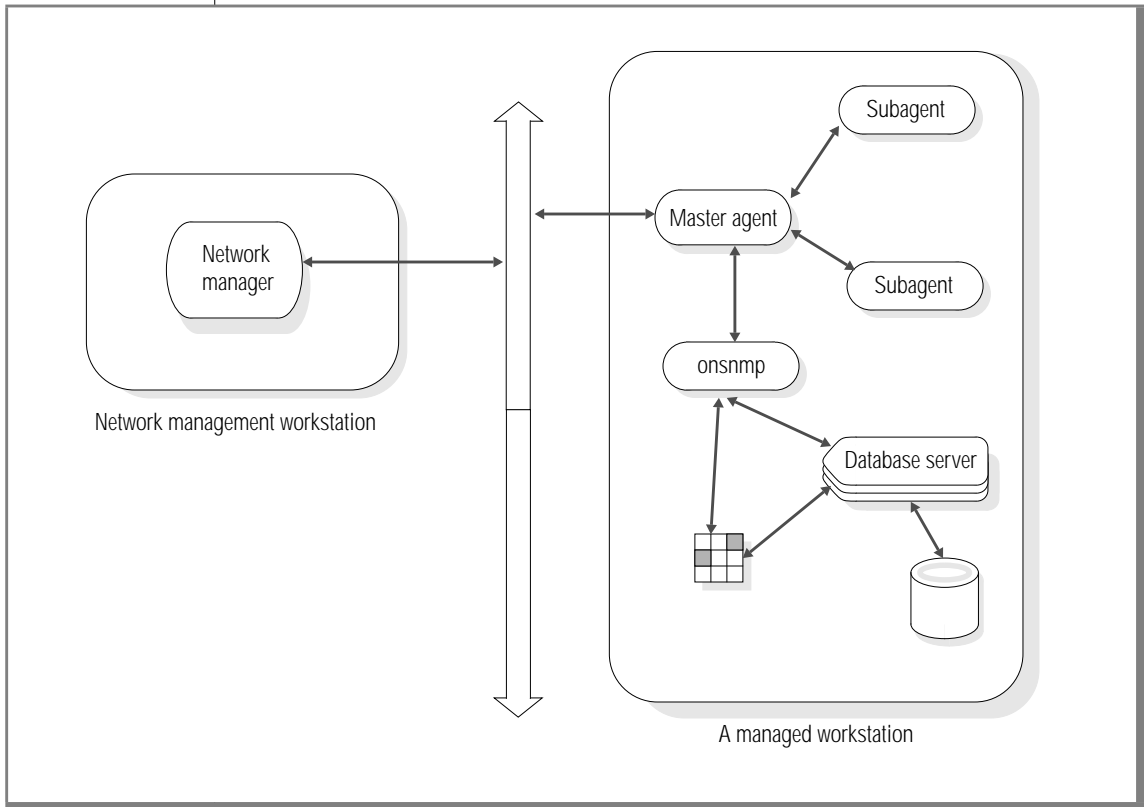 Subagent
Master agent
Network
manager
Subagent
onsnmp
Network management workstation
Database server
A managed workstation